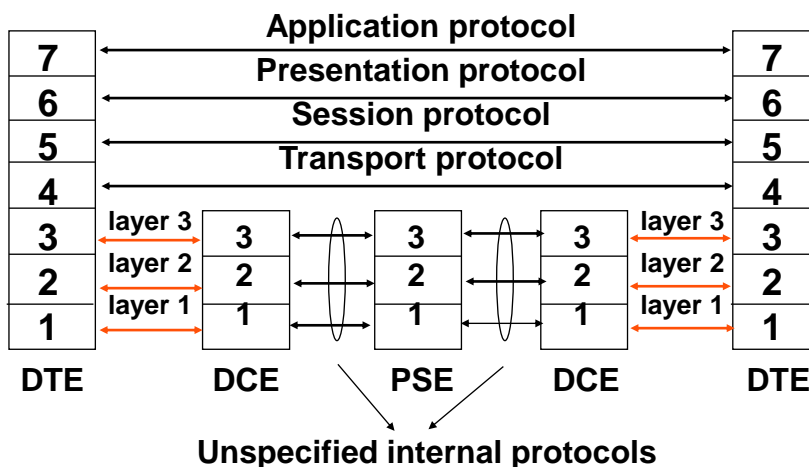 Application protocol
7 7
Presentation protocol
6 6
Session protocol
5 5
Transport protocol
4 4
layer 3 layer 3
3 3 3 3 3
layer 2 layer 2
2 2 2 2 2
layer 1 layer 1
1 1 1 1 1
DTE DCE PSE DCE DTE
Unspecified internal protocols